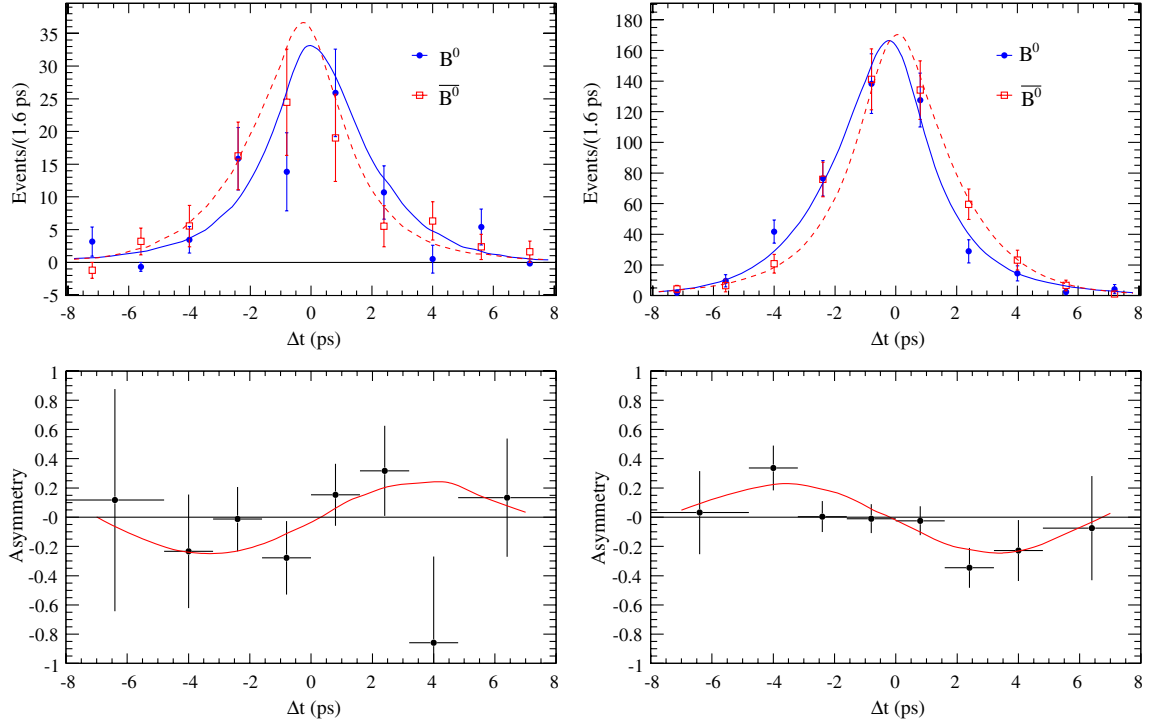 35
30
25
20
15
10
5
0
-5
Events/(1.6 ps)
B⁰
B̅⁰
-8 -6 -4 -2 0 2 4 6 8
Δt (ps)
180
160
140
120
100
80
60
40
20
0
Events/(1.6 ps)
B⁰
B̅⁰
-8 -6 -4 -2 0 2 4 6 8
Δt (ps)
1
0.8
0.6
0.4
0.2
-0
-0.2
-0.4
-0.6
-0.8
-1
Asymmetry
-8 -6 -4 -2 0 2 4 6 8
Δt (ps)
1
0.8
0.6
0.4
0.2
-0
-0.2
-0.4
-0.6
-0.8
-1
Asymmetry
-8 -6 -4 -2 0 2 4 6 8
Δt (ps)